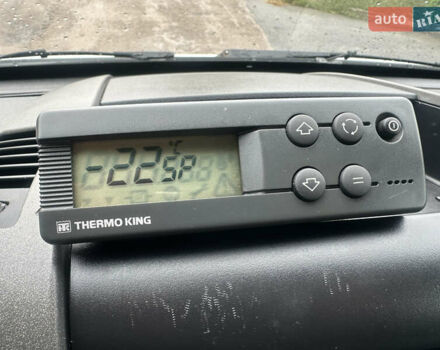 auto RIA
-22 °C SP
THERMO KING